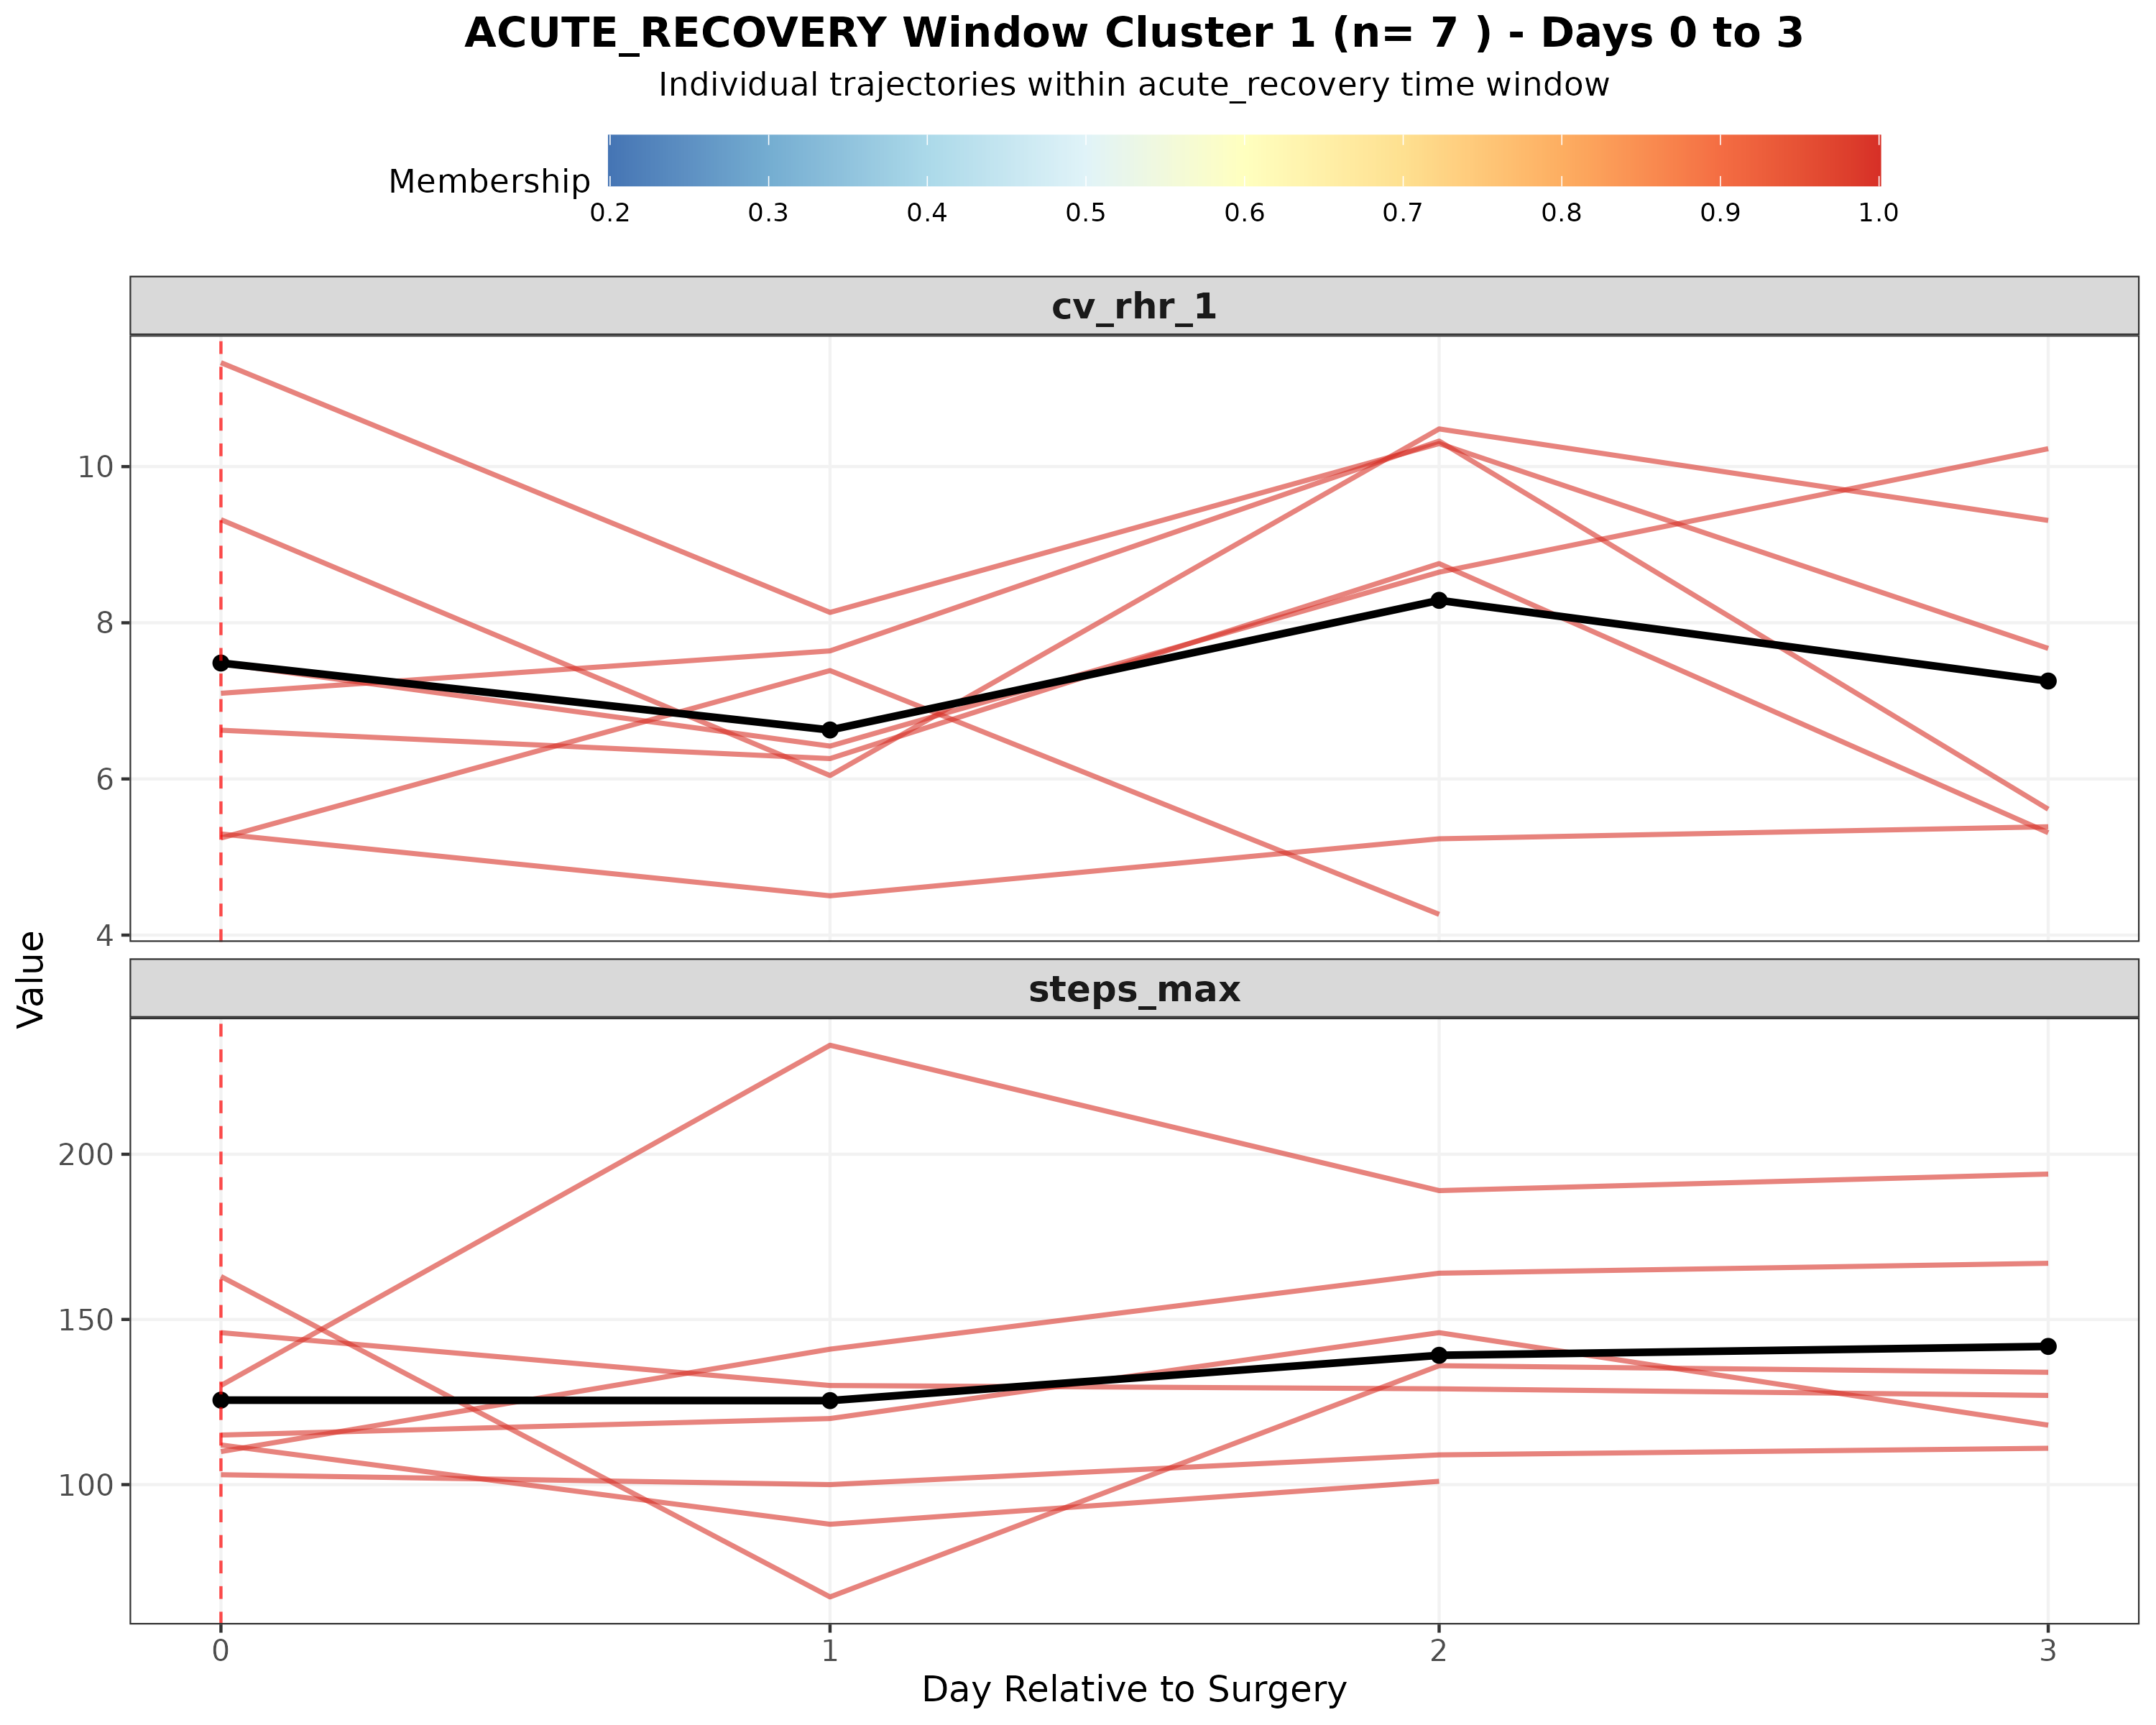 ACUTE_RECOVERY Window Cluster 1 (n= 7 ) - Days 0 to 3
Individual trajectories within acute_recovery time window
Membership
0.2 0.3 0.4 0.5 0.6 0.7 0.8 0.9 1.0
cv_rhr_1
10
8
6
4
Value
steps_max
200
150
100
0 1 2 3
Day Relative to Surgery